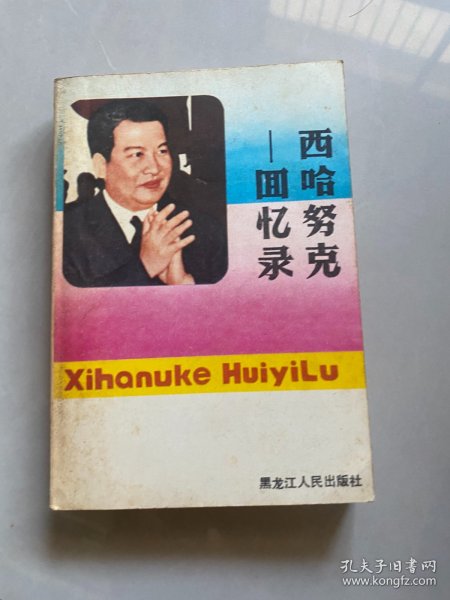 西哈努克
—回忆录
Xihanuke HuiyiLu
黑龙江人民出版社
孔夫子旧书网
www.kongfz.com